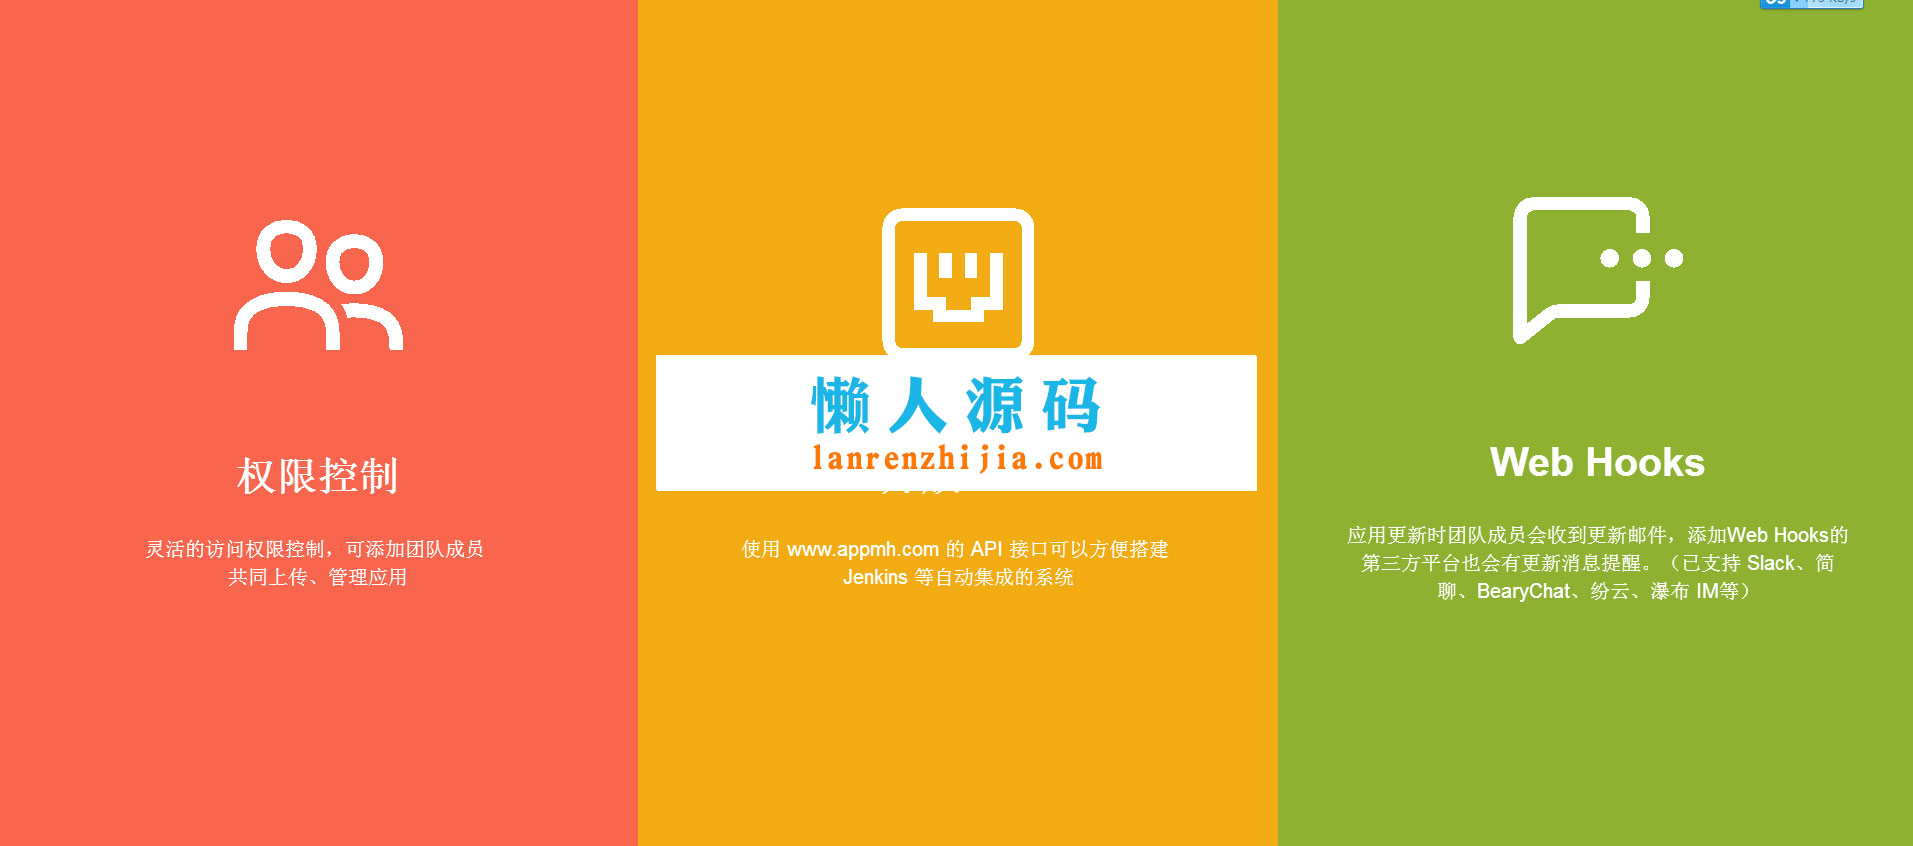 权限控制
灵活的访问权限控制，可添加团队成员
共同上传、管理应用
懒人源码
lanrenzhijia.com
使用 www.appmh.com 的 API 接口可以方便搭建
Jenkins 等自动集成的系统
Web Hooks
应用更新时团队成员会收到更新邮件，添加Web Hooks的
第三方平台也会有更新消息提醒。（已支持 Slack、简
聊、BearyChat、纷云、瀑布 IM等）